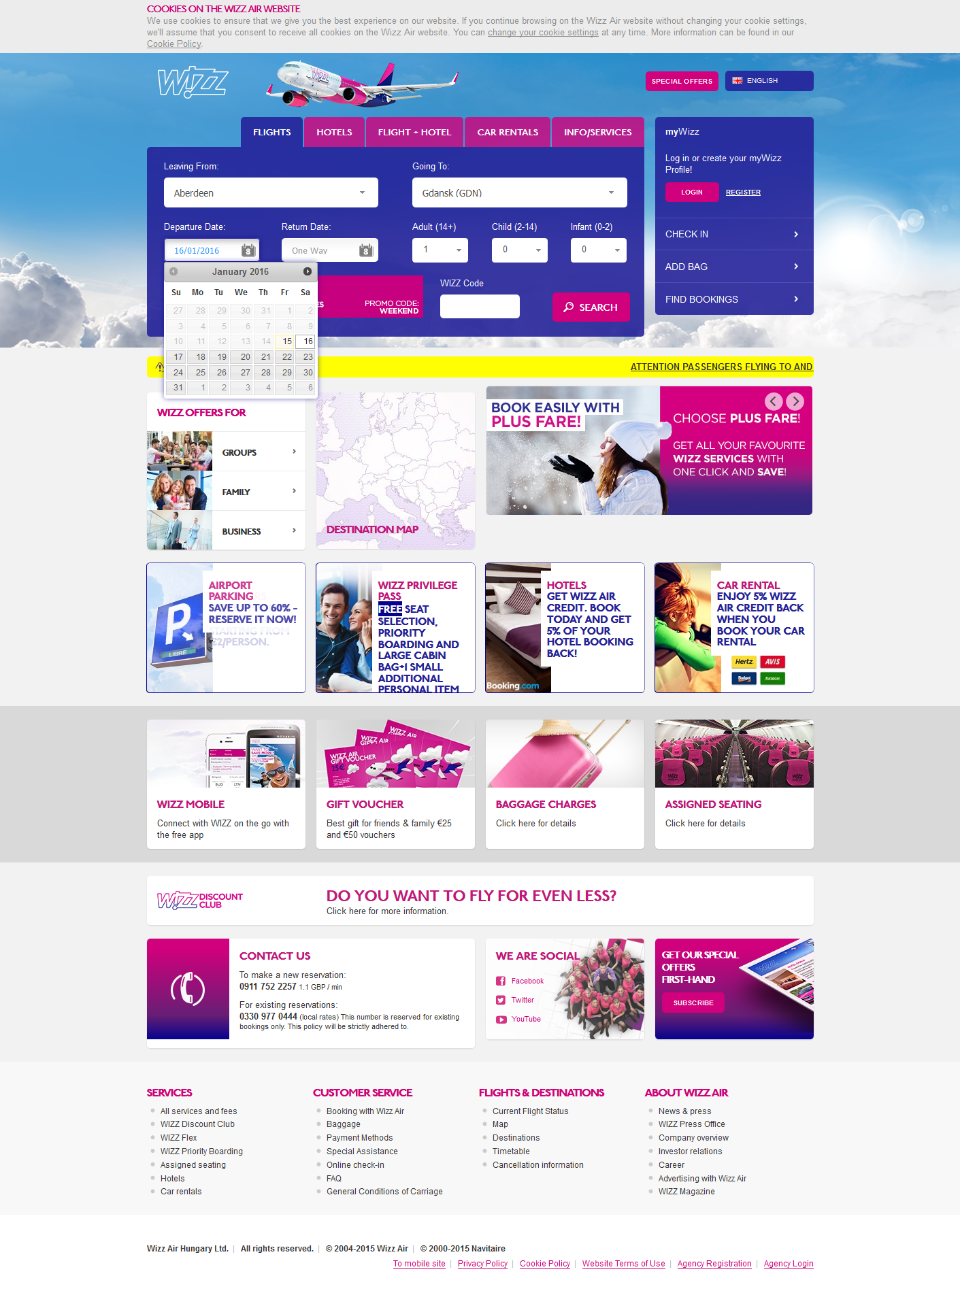 COOKIES ON THE WIZZ AIR WEBSITE
We use cookies to ensure that we give you the best experience on our website. If you continue browsing on the Wizz Air website without changing your cookie settings,
we'll assume that you consent to receive all cookies on the Wizz Air website. You can change your cookie settings at any time. More information can be found in our
Cookie Policy.
WIZZ
SPECIAL OFFERS
ENGLISH
FLIGHTS
HOTELS
FLIGHT + HOTEL
CAR RENTALS
INFO/SERVICES
Leaving From:
Going To:
Aberdeen
Gdansk (GDN)
Departure Date:
Return Date:
Adult (14+)
Child (2-14)
Infant (0-2)
16/01/2016
One Way
1
0
0
January 2016
Su Mo Tu We Th Fr Sa
27 28 29 30 31 1 2
3 4 5 6 7 8 9
10 11 12 13 14 15 16
17 18 19 20 21 22 23
24 25 26 27 28 29 30
31 1 2 3 4 5 6
ES
PROMO CODE:
WEEKEND
WIZZ Code
SEARCH
myWizz
Log in or create your myWizz
Profile!
LOGIN
REGISTER
CHECK IN
ADD BAG
FIND BOOKINGS
ATTENTION PASSENGERS FLYING TO AND
WIZZ OFFERS FOR
GROUPS
FAMILY
BUSINESS
DESTINATION MAP
BOOK EASILY WITH
PLUS FARE!
CHOOSE PLUS FARE!
GET ALL YOUR FAVOURITE
WIZZ SERVICES WITH
ONE CLICK AND SAVE!
AIRPORT
PARKING
SAVE UP TO 60% -
RESERVE IT NOW!
P
LIBRE
WIZZ PRIVILEGE
PASS
FREE SEAT
SELECTION,
PRIORITY
BOARDING AND
LARGE CABIN
BAG+1 SMALL
ADDITIONAL
PERSONAL ITEM
HOTELS
GET WIZZ AIR
CREDIT. BOOK
TODAY AND GET
5% OF YOUR
HOTEL BOOKING
BACK!
Booking.com
CAR RENTAL
ENJOY 5% WIZZ
AIR CREDIT BACK
WHEN YOU
BOOK YOUR CAR
RENTAL
Hertz
AVIS
Budget
WIZZ MOBILE
Connect with WIZZ on the go with
the free app
WIZZ AIR
GIFT VOUCHER
GIFT VOUCHER
Best gift for friends & family €25
and €50 vouchers
BAGGAGE CHARGES
Click here for details
ASSIGNED SEATING
Click here for details
WIZZ DISCOUNT
CLUB
DO YOU WANT TO FLY FOR EVEN LESS?
Click here for more information.
CONTACT US
To make a new reservation:
0911 752 2257 1.1 GBP / min
For existing reservations:
0330 977 0444 (local rates) This number is reserved for existing
bookings only. This policy will be strictly adhered to.
WE ARE SOCIAL
Facebook
Twitter
YouTube
GET OUR SPECIAL
OFFERS
FIRST-HAND
SUBSCRIBE
SERVICES
All services and fees
WIZZ Discount Club
WIZZ Flex
WIZZ Priority Boarding
Assigned seating
Hotels
Car rentals
CUSTOMER SERVICE
Booking with Wizz Air
Baggage
Payment Methods
Special Assistance
Online check-in
FAQ
General Conditions of Carriage
FLIGHTS & DESTINATIONS
Current Flight Status
Map
Destinations
Timetable
Cancellation information
ABOUT WIZZ AIR
News & press
WIZZ Press Office
Company overview
Investor relations
Career
Advertising with Wizz Air
WIZZ Magazine
Wizz Air Hungary Ltd. | All rights reserved. | © 2004-2015 Wizz Air | © 2000-2015 Navitaire
To mobile site | Privacy Policy | Cookie Policy | Website Terms of Use | Agency Registration | Agency Login